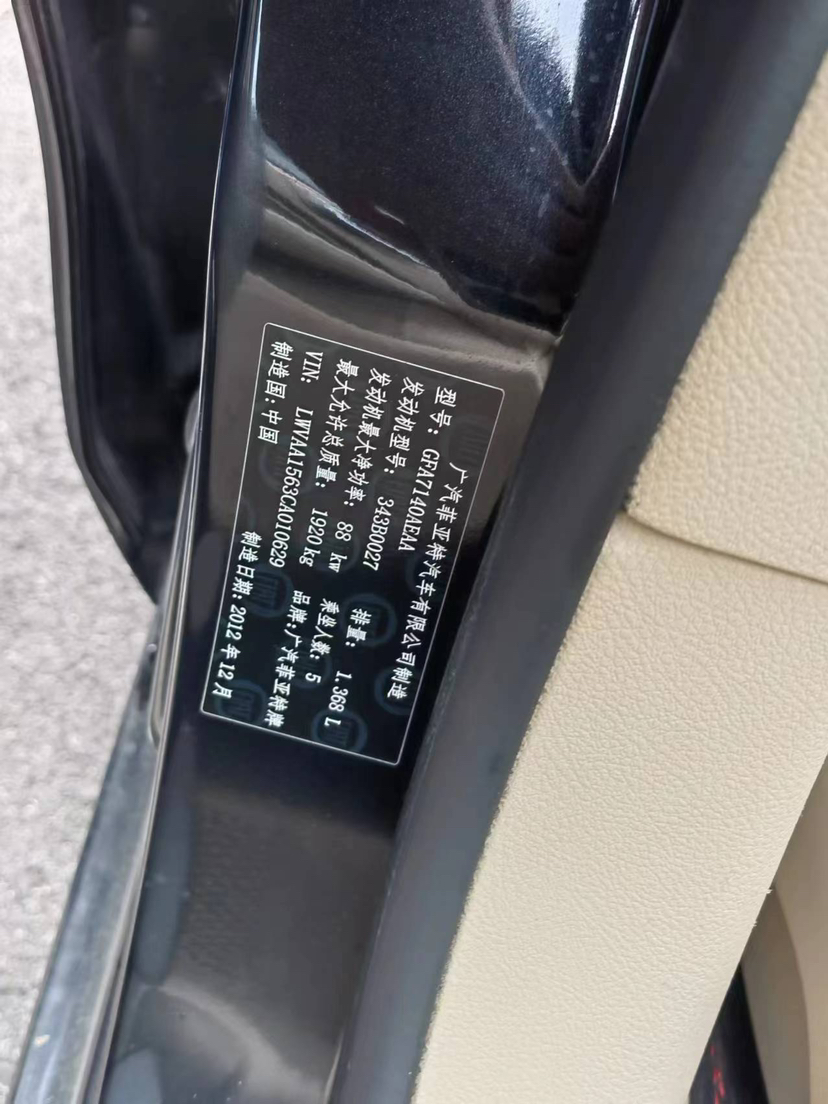 广汽菲亚特汽车有限公司制造
型号: GFA7140AEAA
发动机型号: 343B0027 排量: 1.368 L
发动机最大净功率: 88 kw 乘坐人数: 5
最大允许总质量: 1920 kg 品牌:广汽菲亚特牌
VIN: LWVAA1563CA010629
制造国:中国 制造日期: 2012 年 12 月